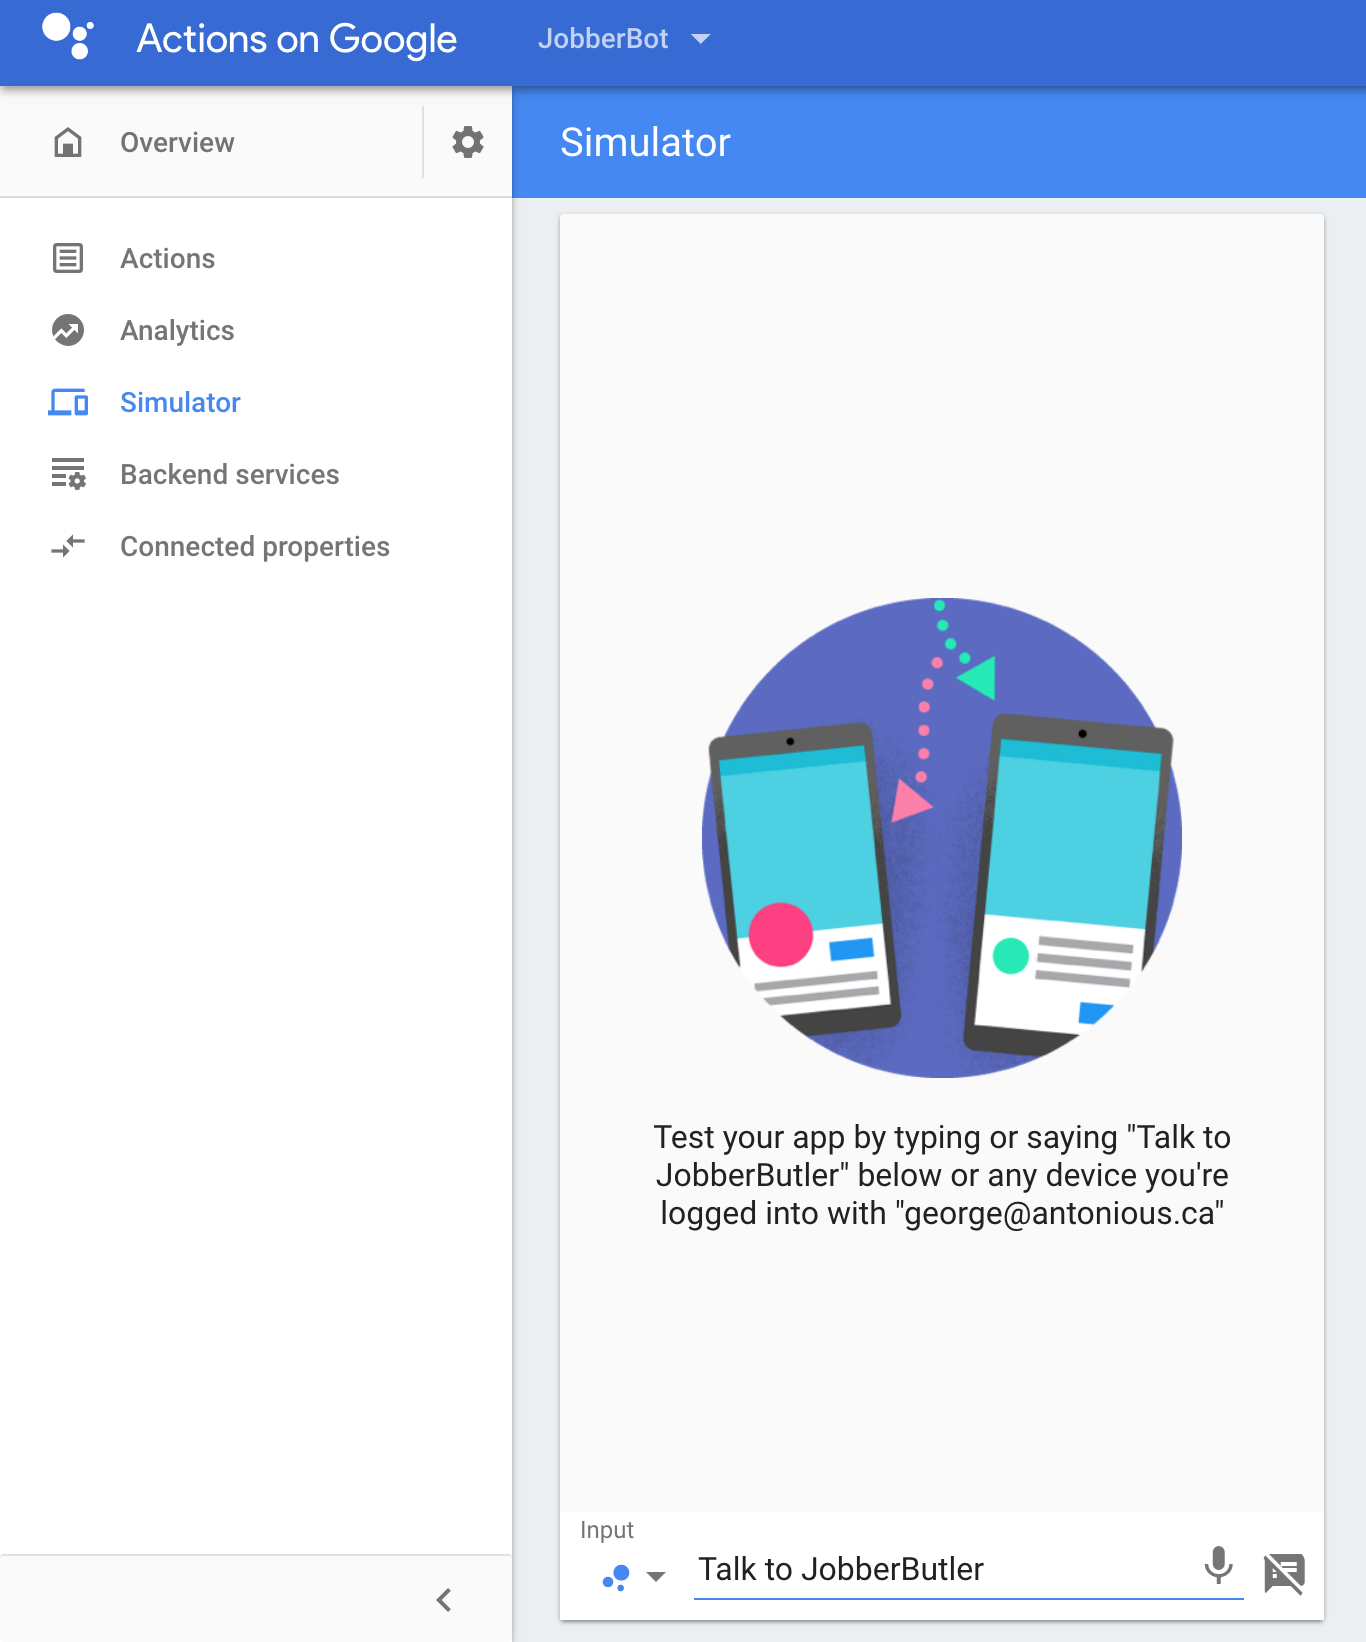 Actions on Google
JobberBot
Overview
Simulator
Actions
Analytics
Simulator
Backend services
Connected properties
Test your app by typing or saying "Talk to
JobberButler" below or any device you're
logged into with "george@antonious.ca"
Input
Talk to JobberButler